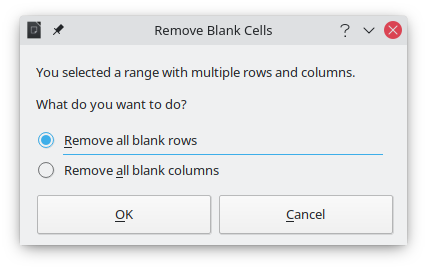 Remove Blank Cells
You selected a range with multiple rows and columns.
What do you want to do?
Remove all blank rows
Remove all blank columns
OK
Cancel